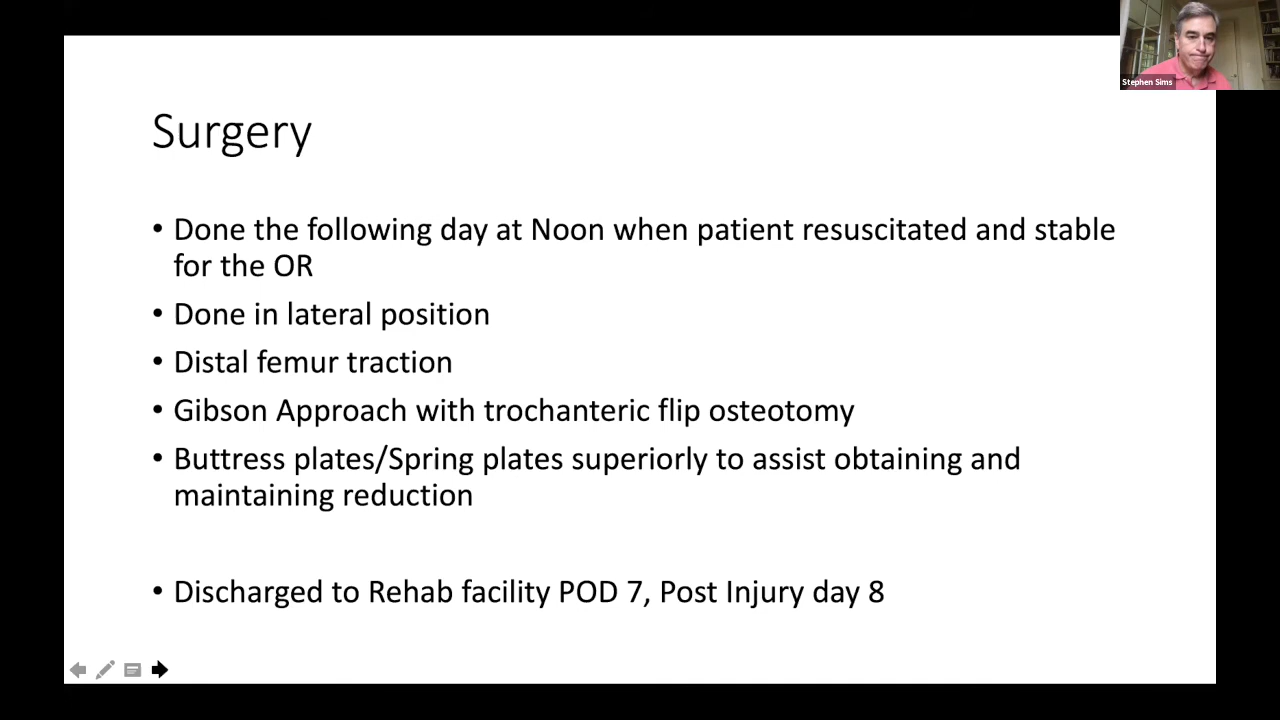 Stephen Sims
Surgery
• Done the following day at Noon when patient resuscitated and stable
for the OR
• Done in lateral position
• Distal femur traction
• Gibson Approach with trochanteric flip osteotomy
• Buttress plates/Spring plates superiorly to assist obtaining and
maintaining reduction
• Discharged to Rehab facility POD 7, Post Injury day 8